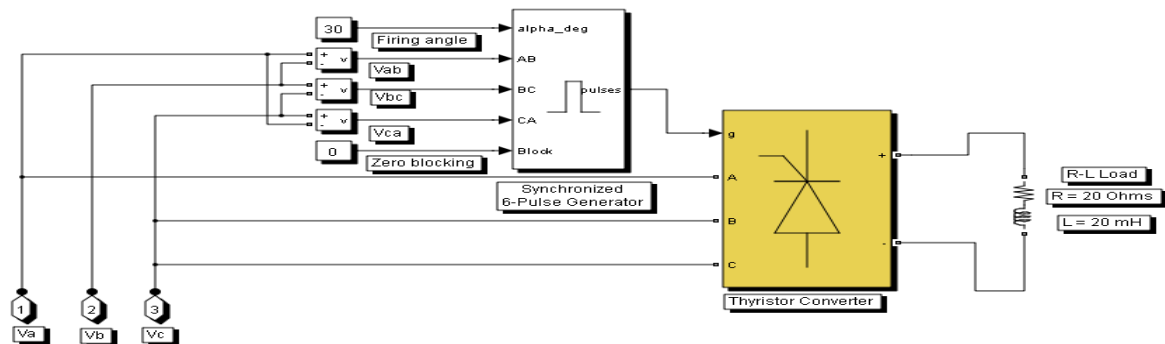 30
Firing angle
alpha_deg
+
-
v
Vab
AB
+
-
v
Vbc
BC
pulses
+
-
v
Vca
CA
0
Zero blocking
Block
Synchronized
6-Pulse Generator
g
A
B
C
+
-
Thyristor Converter
R-L Load
R = 20 Ohms
L = 20 mH
1
Va
2
Vb
3
Vc